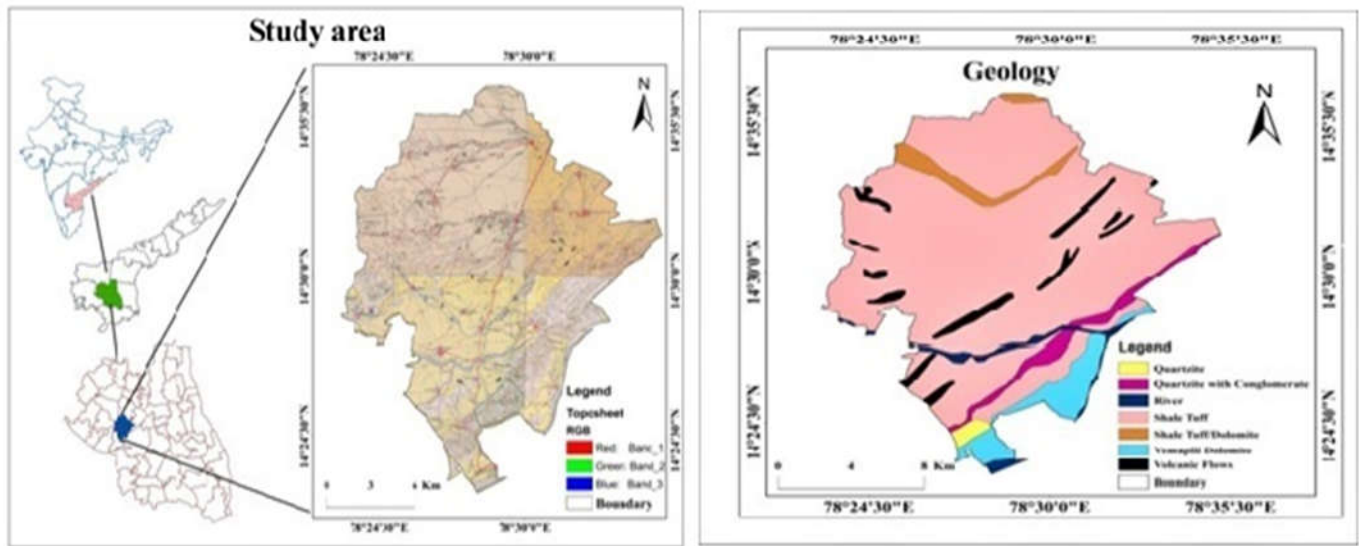 Study area
78°24'30"E 78°30'0"E
N
14°35'30"N 14°35'30"N
14°30'0"N 14°30'0"N
14°24'30"N 14°24'30"N
Legend
Toposheet
RGB
Red: Band_1
Green: Band_2
Blue: Band_3
Boundary
0 3 6 Km
78°24'30"E 78°30'0"E
78°24'30"E 78°30'0"E 78°35'30"E
Geology
N
14°35'30"N 14°35'30"N
14°30'0"N 14°30'0"N
14°24'30"N 14°24'30"N
Legend
Quartzite
Quartzite with Conglomerate
River
Shale Tuff
Shale Tuff/Dolomite
Dolomite
Volcanic Flows
Boundary
0 4 8 Km
78°24'30"E 78°30'0"E 78°35'30"E